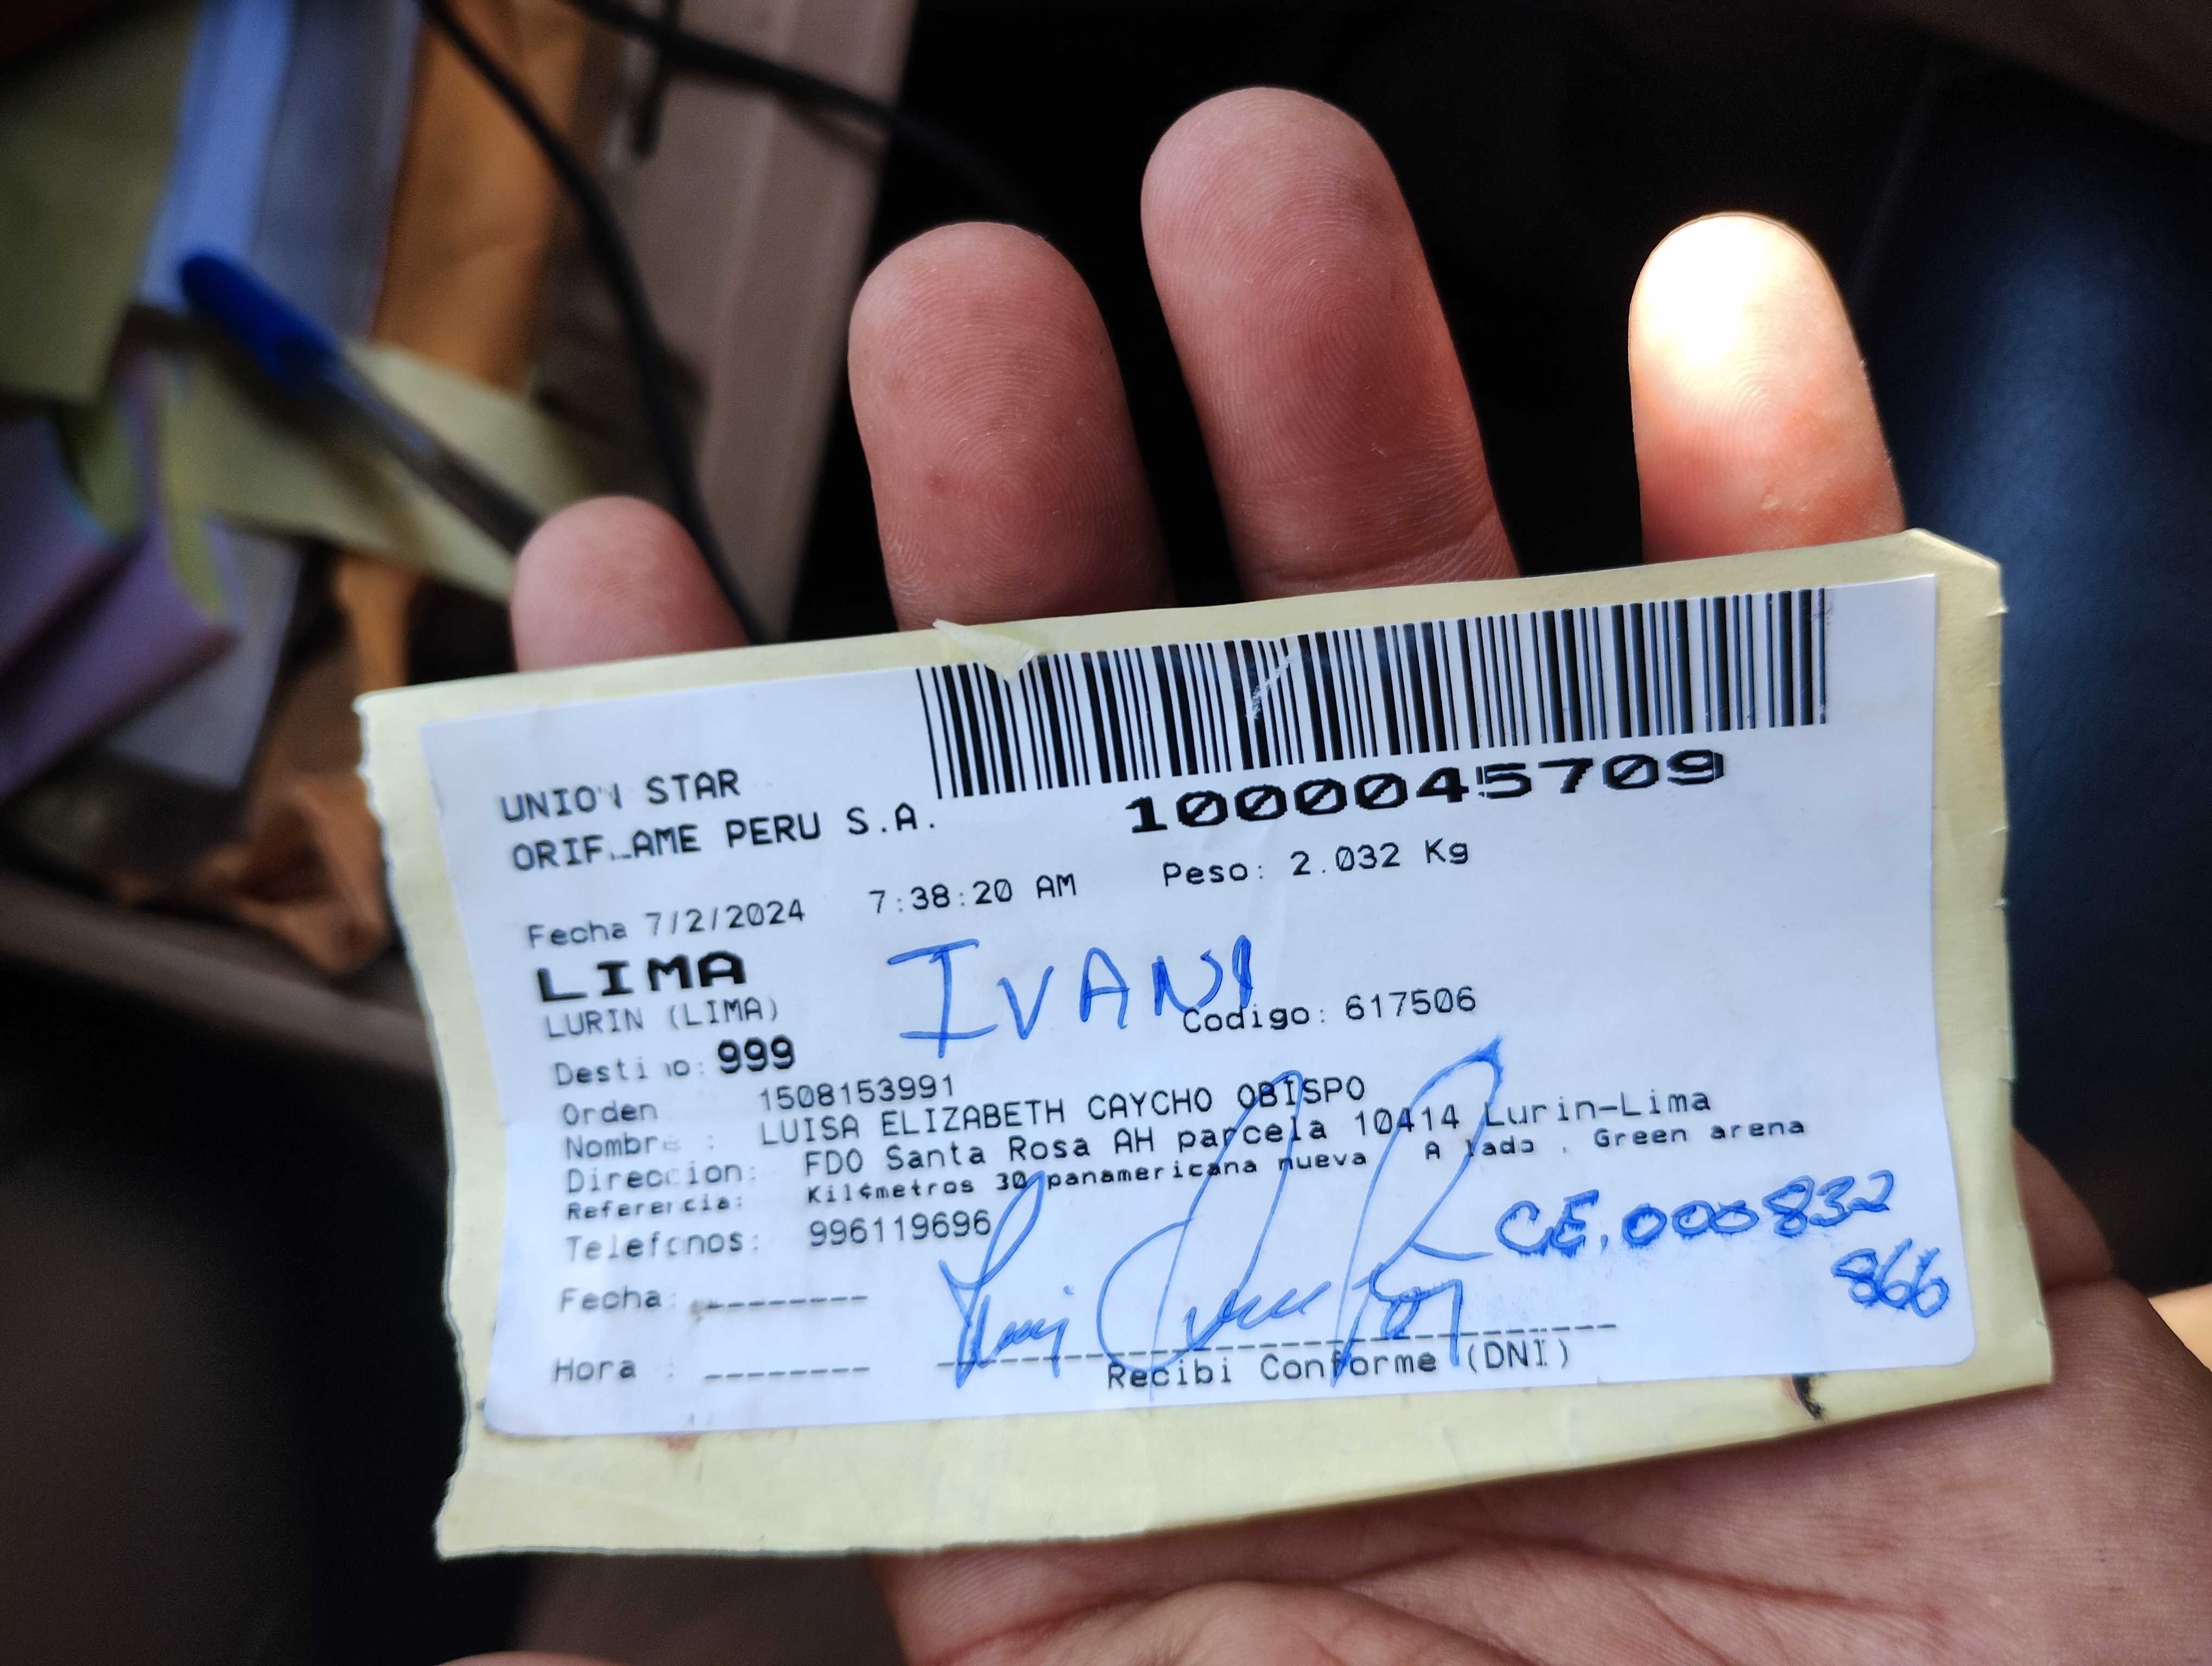 UNION STAR
ORIFLAME PERU S.A.
1000045709
Fecha 7/2/2024 7:38:20 AM Peso: 2.032 Kg
LIMA
IVAN
LURIN (LIMA)
Codigo: 617506
Destino: 999
Orden 1508153991
Nombre : LUISA ELIZABETH CAYCHO OBISPO
Direccion: FDO Santa Rosa AH parcela 10414 Lurin-Lima
Referencia: Kil¢metros 30 panamericana nueva A lado . Green arena
Telefonos: 996119696
CE.000832
866
Fecha: --------
Hora : --------
Recibi Conforme (DNI)